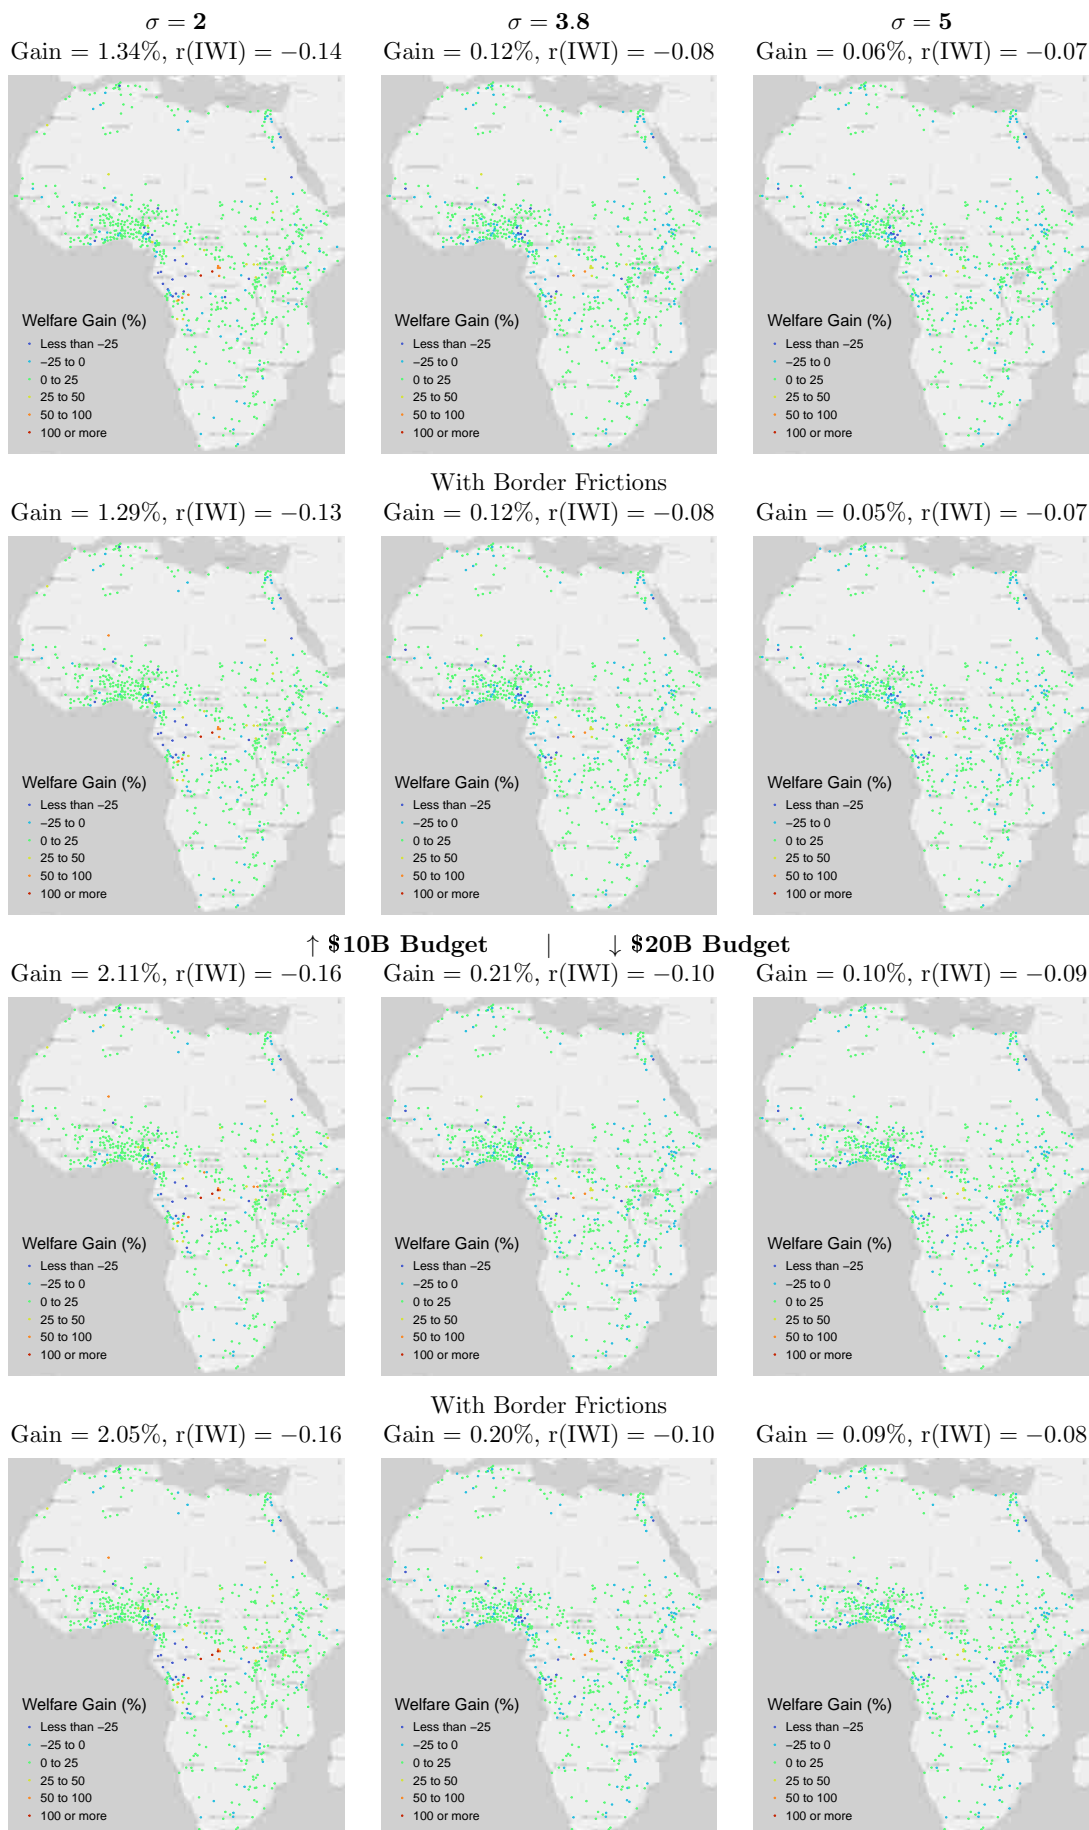 σ = 2 σ = 3.8 σ = 5
Gain = 1.34%, r(IWI) = −0.14 Gain = 0.12%, r(IWI) = −0.08 Gain = 0.06%, r(IWI) = −0.07
Welfare Gain (%) Welfare Gain (%) Welfare Gain (%)
Less than −25 Less than −25 Less than −25
−25 to 0 −25 to 0 −25 to 0
0 to 25 0 to 25 0 to 25
25 to 50 25 to 50 25 to 50
50 to 100 50 to 100 50 to 100
100 or more 100 or more 100 or more
With Border Frictions
Gain = 1.29%, r(IWI) = −0.13 Gain = 0.12%, r(IWI) = −0.08 Gain = 0.05%, r(IWI) = −0.07
Welfare Gain (%) Welfare Gain (%) Welfare Gain (%)
Less than −25 Less than −25 Less than −25
−25 to 0 −25 to 0 −25 to 0
0 to 25 0 to 25 0 to 25
25 to 50 25 to 50 25 to 50
50 to 100 50 to 100 50 to 100
100 or more 100 or more 100 or more
↑ $10B Budget | ↓ $20B Budget
Gain = 2.11%, r(IWI) = −0.16 Gain = 0.21%, r(IWI) = −0.10 Gain = 0.10%, r(IWI) = −0.09
Welfare Gain (%) Welfare Gain (%) Welfare Gain (%)
Less than −25 Less than −25 Less than −25
−25 to 0 −25 to 0 −25 to 0
0 to 25 0 to 25 0 to 25
25 to 50 25 to 50 25 to 50
50 to 100 50 to 100 50 to 100
100 or more 100 or more 100 or more
With Border Frictions
Gain = 2.05%, r(IWI) = −0.16 Gain = 0.20%, r(IWI) = −0.10 Gain = 0.09%, r(IWI) = −0.08
Welfare Gain (%) Welfare Gain (%) Welfare Gain (%)
Less than −25 Less than −25 Less than −25
−25 to 0 −25 to 0 −25 to 0
0 to 25 0 to 25 0 to 25
25 to 50 25 to 50 25 to 50
50 to 100 50 to 100 50 to 100
100 or more 100 or more 100 or more